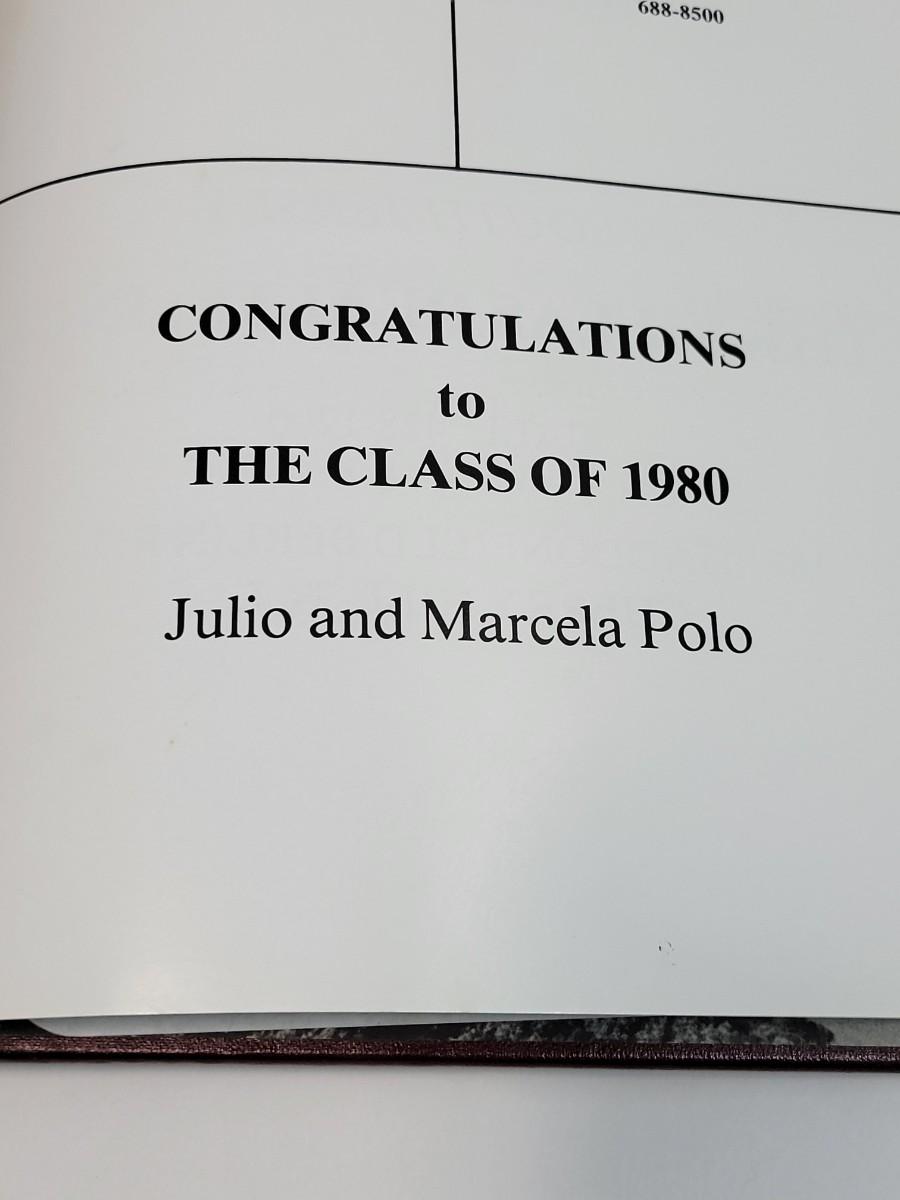 688-8500
CONGRATULATIONS
to
THE CLASS OF 1980
Julio and Marcela Polo